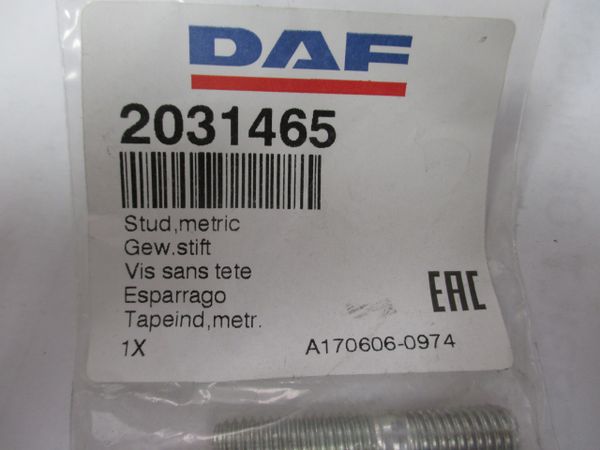 DAF
2031465
Stud,metric
Gew.stift
Vis sans tete
Esparrago
Tapeind,metr.
EAC
1X A170606-0974